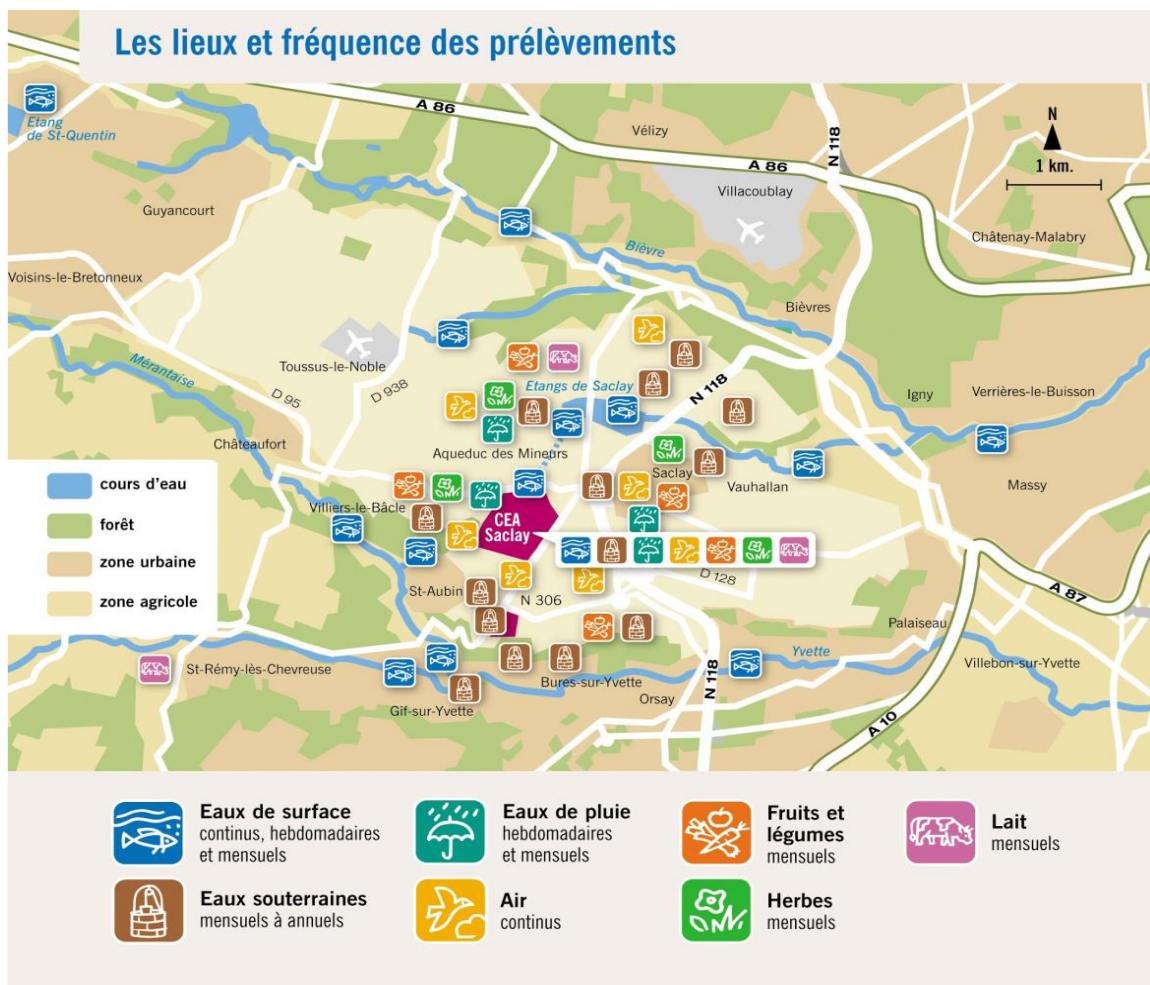 Les lieux et fréquence des prélèvements
Etang
de St-Quentin
A 86
Vélizy
N 118
N
1 km.
A 86
Villacoublay
Guyancourt
Châtenay-Malabry
Bièvre
Voisins-le-Bretonneux
Bièvres
Mérantaise
Toussus-le-Noble
D 95
D 938
Etangs de Saclay
N 118
Igny
Verrières-le-Buisson
Châteaufort
Aqueduc des Mineurs
Saclay
Vauhallan
Massy
cours d'eau
forêt
zone urbaine
zone agricole
Villiers-le-Bâcle
CEA
Saclay
St-Aubin
N 306
D 128
A 87
Palaiseau
St-Rémy-lès-Chevreuse
Yvette
Villebon-sur-Yvette
Bures-sur-Yvette
Orsay
N 118
Gif-sur-Yvette
A 10
Eaux de surface
continus, hebdomadaires
et mensuels
Eaux de pluie
hebdomadaires
et mensuels
Fruits et
légumes
mensuels
Lait
mensuels
Eaux souterraines
mensuels à annuels
Air
continus
Herbes
mensuels